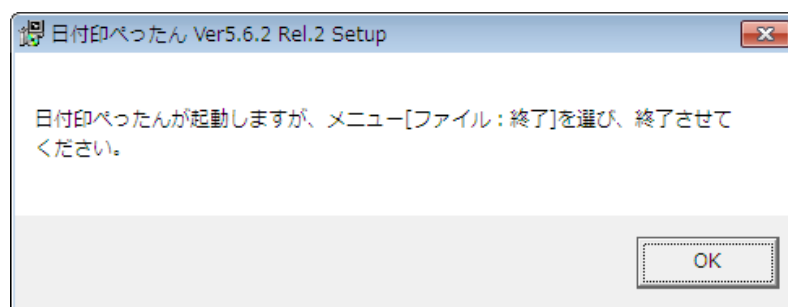 日付印ぺったん Ver5.6.2 Rel.2 Setup
日付印ぺったんが起動しますが、メニュー[ファイル：終了]を選び、終了させて
ください。
OK